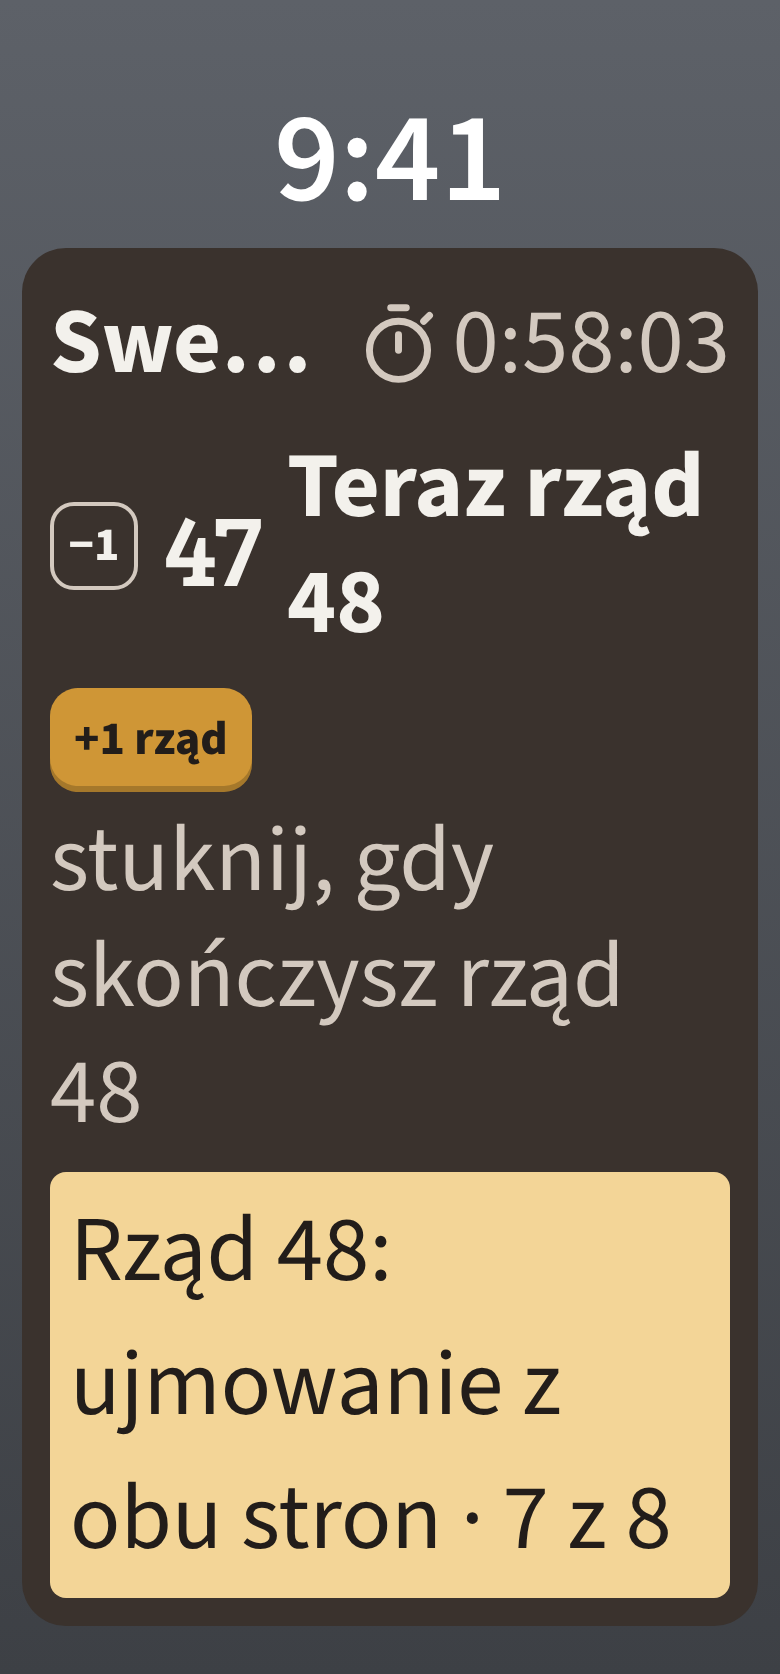 9:41
Swe… 0:58:03
−1 47 Teraz rząd
48
+1 rząd
stuknij, gdy
skończysz rząd
48
Rząd 48:
ujmowanie z
obu stron · 7 z 8